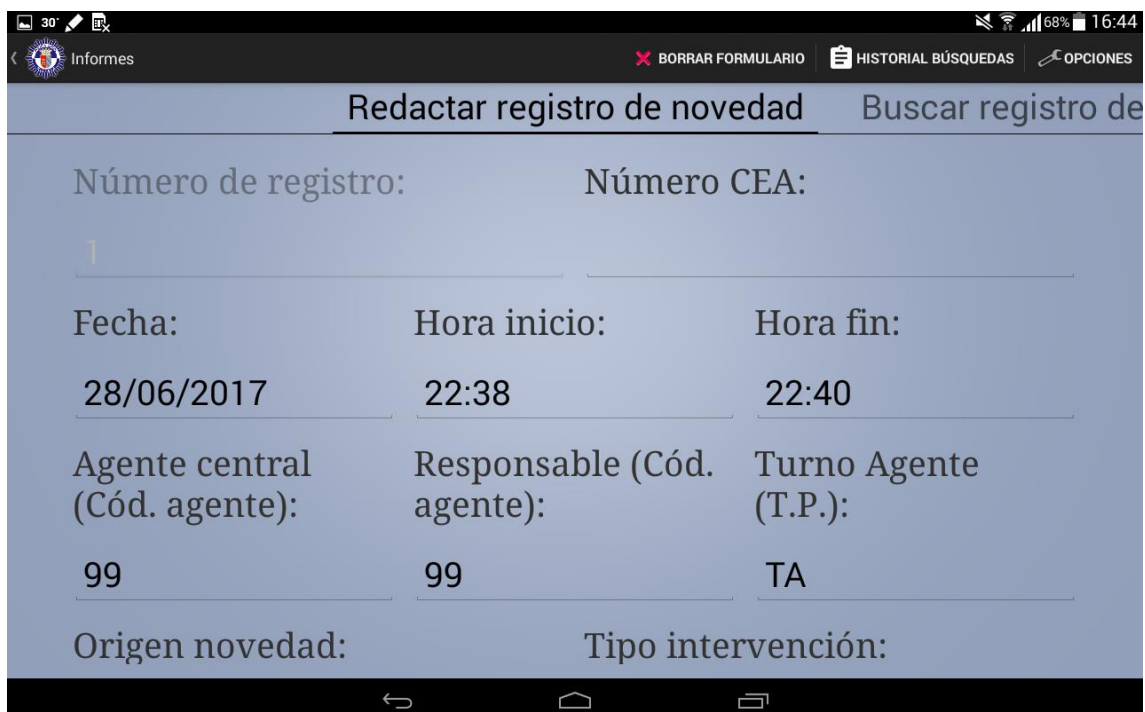 30°
68% 16:44
Informes BORRAR FORMULARIO HISTORIAL BÚSQUEDAS OPCIONES
Redactar registro de novedad Buscar registro de
Número de registro: Número CEA:
1
Fecha: Hora inicio: Hora fin:
28/06/2017 22:38 22:40
Agente central Responsable (Cód. Turno Agente
(Cód. agente): agente): (T.P.):
99 99 TA
Origen novedad: Tipo intervención: